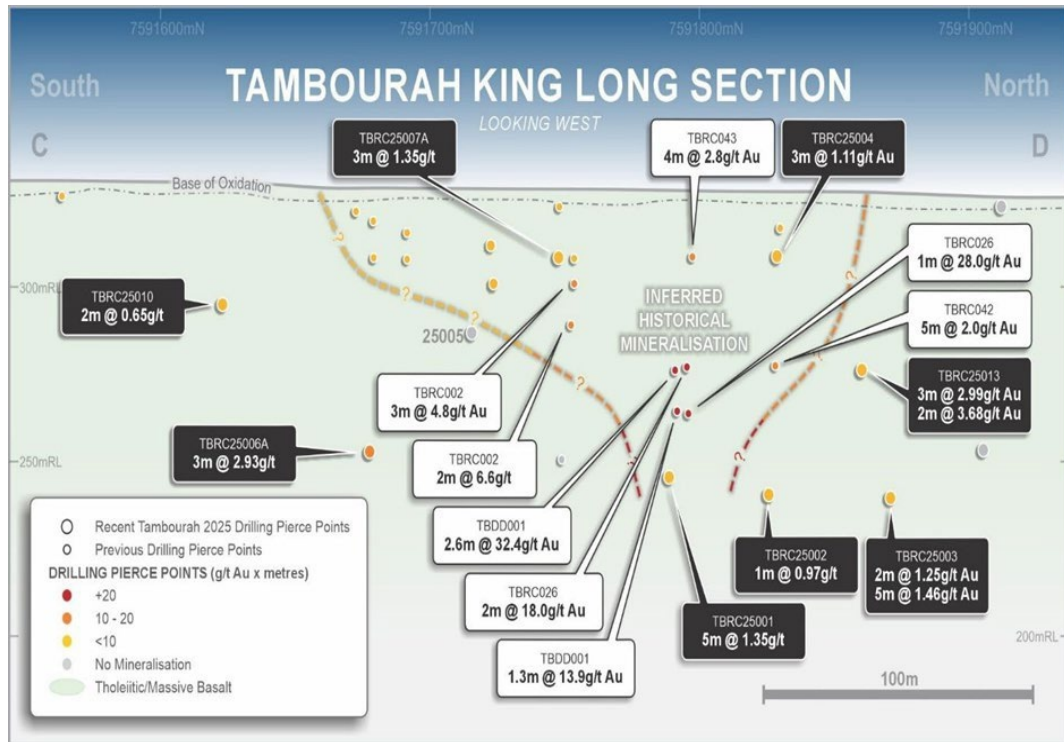 7591600mN
7591700mN
7591800mN
7591900mN
South
TAMBOURAH KING LONG SECTION
North
LOOKING WEST
C
D
TBRC25007A
3m @ 1.35g/t
TBRC043
4m @ 2.8g/t Au
TBRC25004
3m @ 1.11g/t Au
Base of Oxidation
?
?
TBRC026
1m @ 28.0g/t Au
300mRL
TBRC25010
2m @ 0.65g/t
?
?
INFERRED
HISTORICAL
MINERALISATION
25005
TBRC042
5m @ 2.0g/t Au
?
?
TBRC002
3m @ 4.8g/t Au
TBRC25013
3m @ 2.99g/t Au
2m @ 3.68g/t Au
TBRC25006A
3m @ 2.93g/t
250mRL
TBRC002
2m @ 6.6g/t
?
?
TBDD001
2.6m @ 32.4g/t Au
TBRC026
2m @ 18.0g/t Au
TBDD001
1.3m @ 13.9g/t Au
TBRC25001
5m @ 1.35g/t
TBRC25002
1m @ 0.97g/t
TBRC25003
2m @ 1.25g/t Au
5m @ 1.46g/t Au
200mRL
Recent Tambourah 2025 Drilling Pierce Points
Previous Drilling Pierce Points
DRILLING PIERCE POINTS (g/t Au x metres)
+20
10 - 20
<10
No Mineralisation
Tholeiitic/Massive Basalt
100m